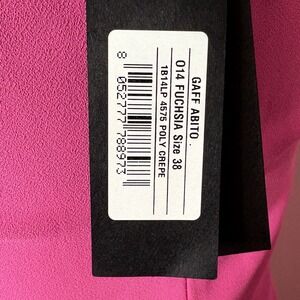 GAFF ABITO .
014 FUCHSIA Size 38
1B14LP 4575 POLY CREPE
8 052777 788973